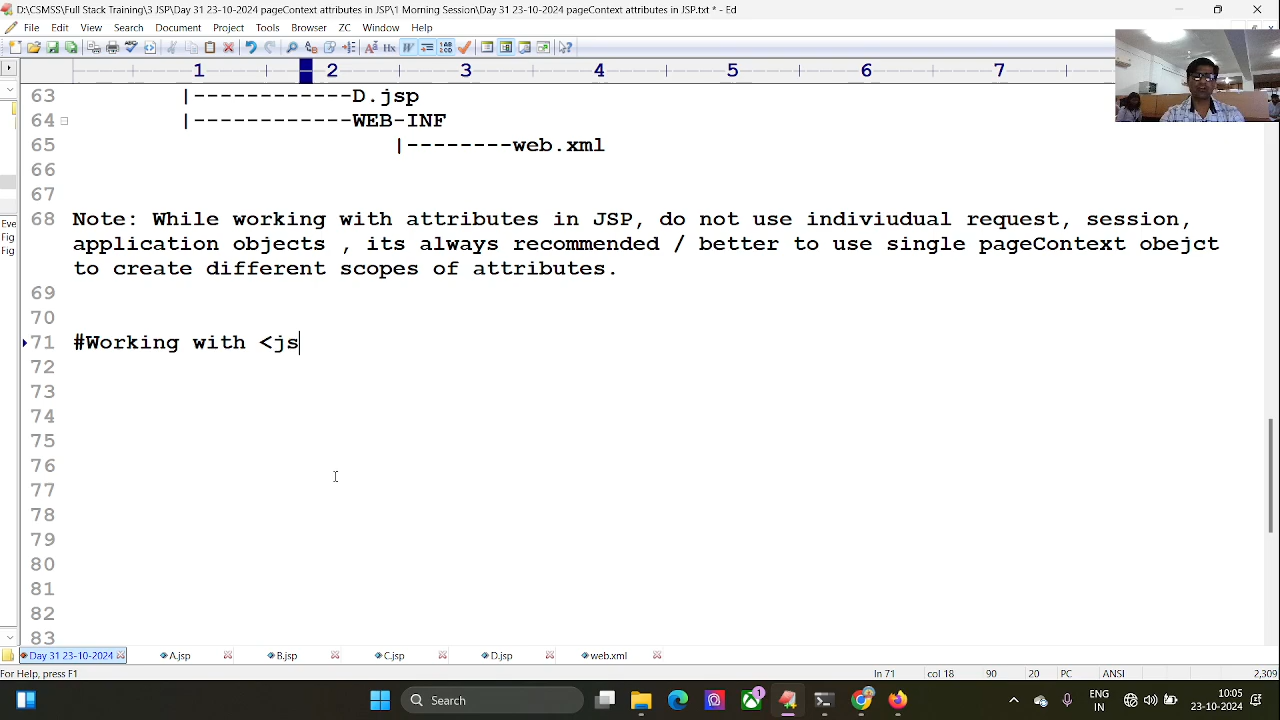 D:\CSMSS\Full Stack Training\3 JSP\Day 31 23-10-2024 pageContext attributes in JSP\1 Morning Session\Day 31 23-10-2024 pageContext attributes in JSP.txt * - Ed
File Edit View Search Document Project Tools Browser ZC Window Help
1 2 3 4 5 6 7
63 |------------D.jsp
64 |------------WEB-INF
65 |--------web.xml
66
67
68 Note: While working with attributes in JSP, do not use indiviudual request, session,
application objects , its always recommended / better to use single pageContext obejct
to create different scopes of attributes.
69
70
71 #Working with <js
72
73
74
75
76
77
78
79
80
81
82
83
Eve
Fig
Fig
Day 31 23-10-2024 A.jsp B.jsp C.jsp D.jsp web.xml
For Help, press F1 Ln 71 col 18 90 20 PC ANSI 2,309
Search 1 ENG IN 10:05 23-10-2024